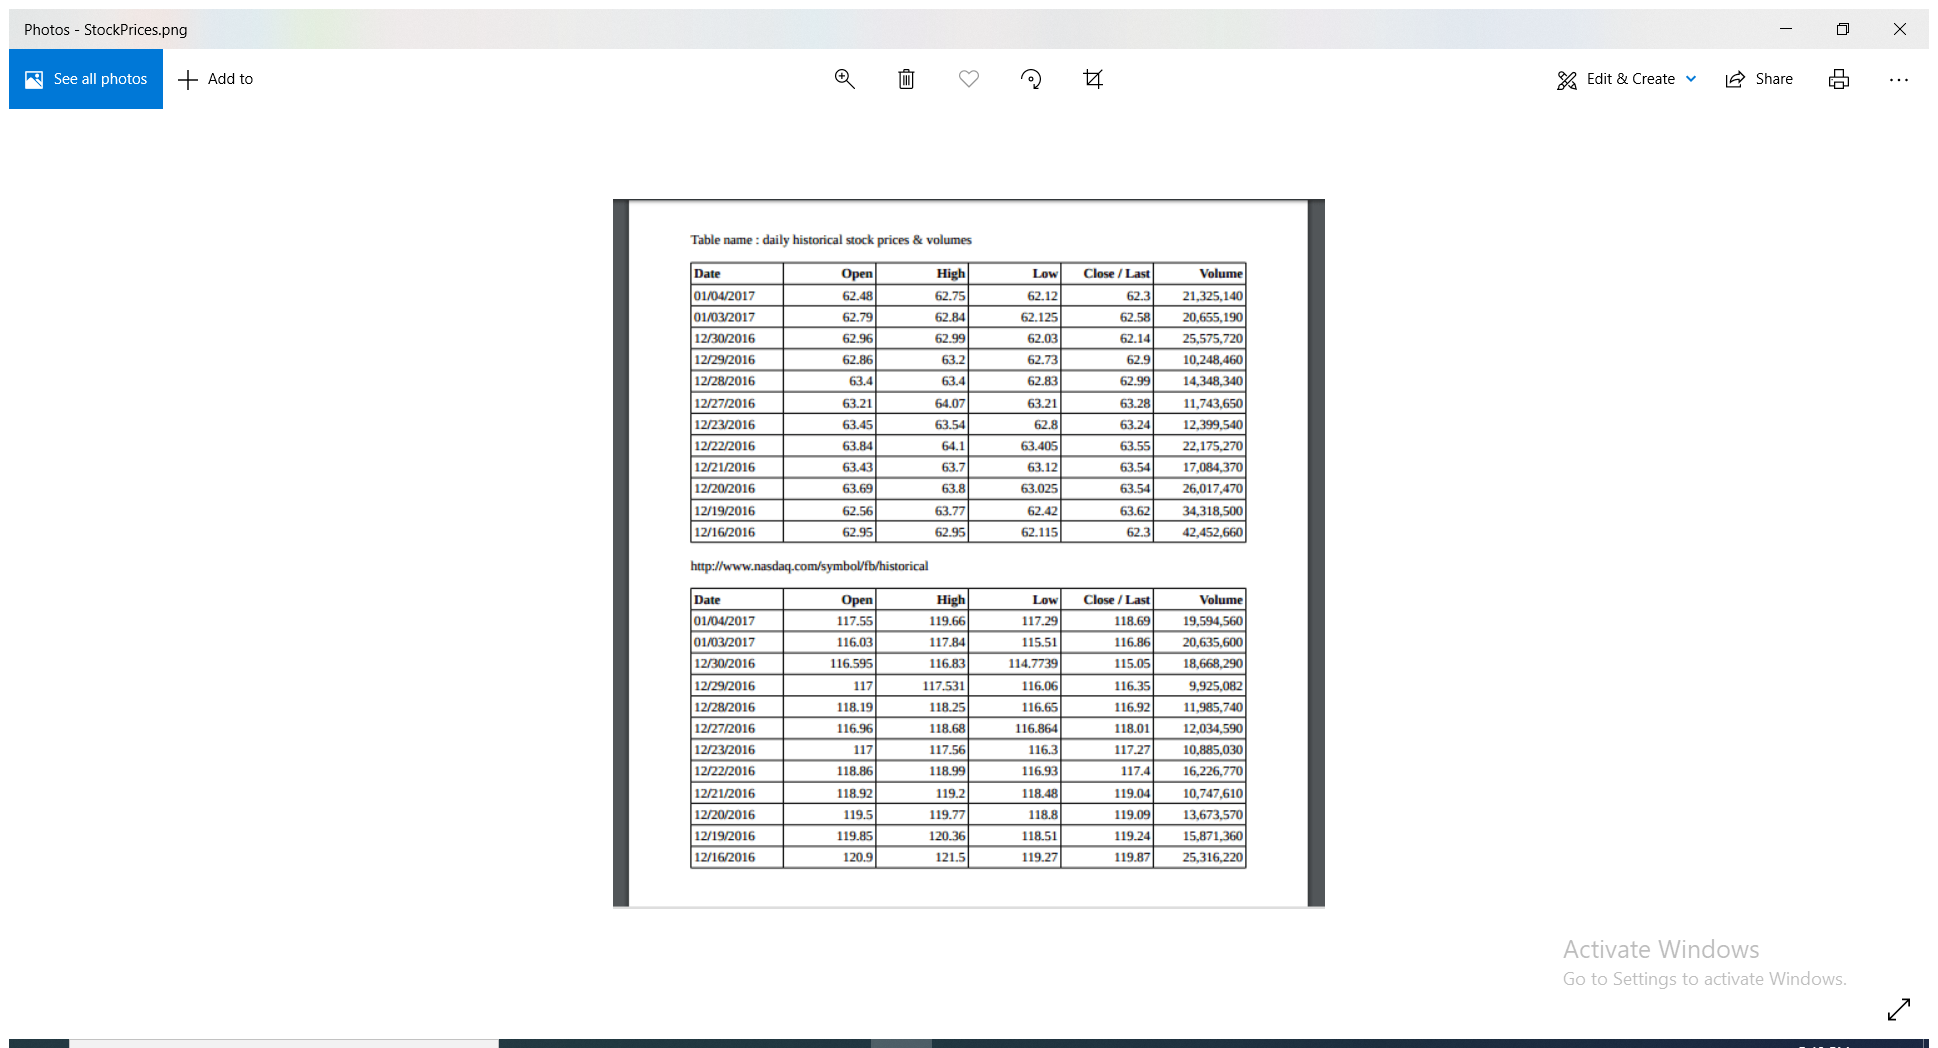 Photos - StockPrices.png
See all photos Add to Edit & Create Share
Table name : daily historical stock prices & volumes
Date Open High Low Close / Last Volume
01/04/2017 62.48 62.75 62.12 62.3 21,325,140
01/03/2017 62.79 62.84 62.125 62.58 20,655,190
12/30/2016 62.96 62.99 62.03 62.14 25,575,720
12/29/2016 62.86 63.2 62.73 62.9 10,248,460
12/28/2016 63.4 63.4 62.83 62.99 14,348,340
12/27/2016 63.21 64.07 63.21 63.28 11,743,650
12/23/2016 63.45 63.54 62.8 63.24 12,399,540
12/22/2016 63.84 64.1 63.405 63.55 22,175,270
12/21/2016 63.43 63.7 63.12 63.54 17,084,370
12/20/2016 63.69 63.8 63.025 63.54 26,017,470
12/19/2016 62.56 63.77 62.42 63.62 34,318,500
12/16/2016 62.95 62.95 62.115 62.3 42,452,660
http://www.nasdaq.com/symbol/fb/historical
Date Open High Low Close / Last Volume
01/04/2017 117.55 119.66 117.29 118.69 19,594,560
01/03/2017 116.03 117.84 115.51 116.86 20,635,600
12/30/2016 116.595 116.83 114.7739 115.05 18,668,290
12/29/2016 117 117.531 116.06 116.35 9,925,082
12/28/2016 118.19 118.25 116.65 116.92 11,985,740
12/27/2016 116.96 118.68 116.864 118.01 12,034,590
12/23/2016 117 117.56 116.3 117.27 10,885,030
12/22/2016 118.86 118.99 116.93 117.4 16,226,770
12/21/2016 118.92 119.2 118.48 119.04 10,747,610
12/20/2016 119.5 119.77 118.8 119.09 13,673,570
12/19/2016 119.85 120.36 118.51 119.24 15,871,360
12/16/2016 120.9 121.5 119.27 119.87 25,316,220
Activate Windows
Go to Settings to activate Windows.